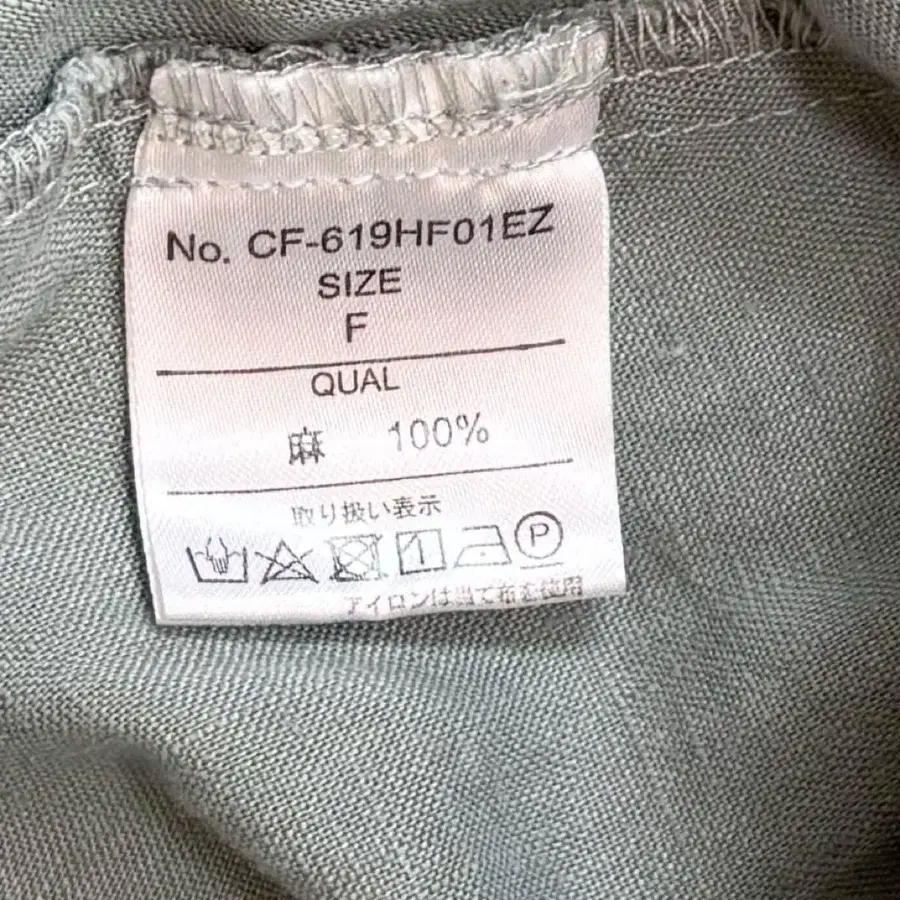 No. CF-619HF01EZ
SIZE
F
QUAL
麻 100%
取り扱い表示
P
アイロンは当て布を使用